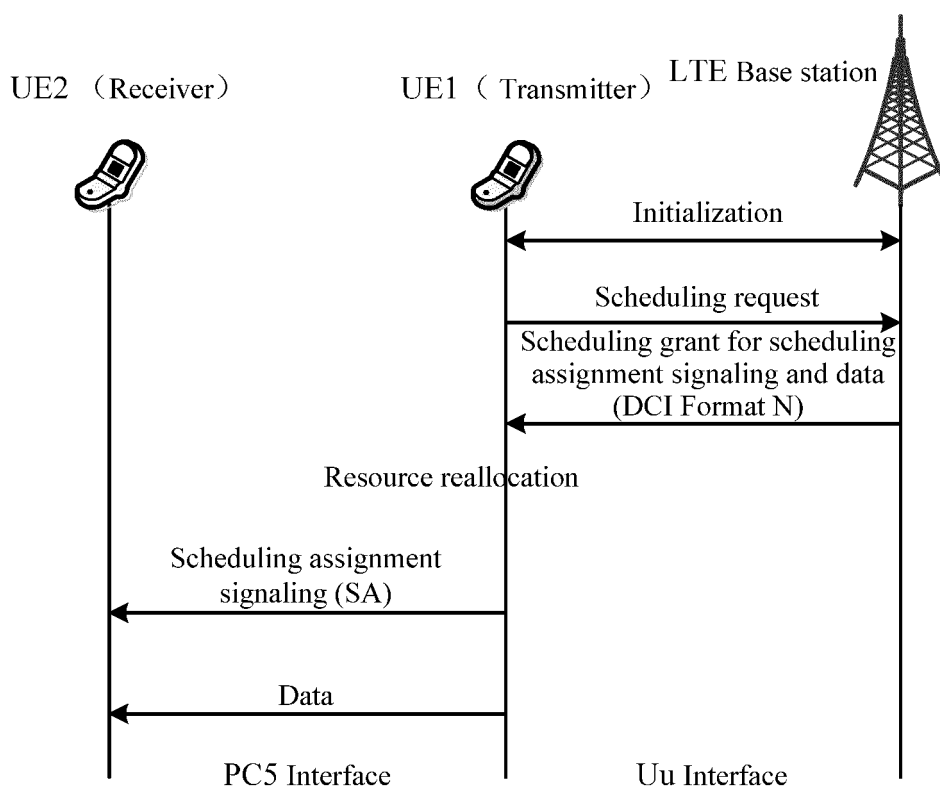 UE2 （Receiver）
UE1（ Transmitter）
LTE Base station
Initialization
Scheduling request
Scheduling grant for scheduling
assignment signaling and data
(DCI Format N)
Resource reallocation
Scheduling assignment
signaling (SA)
Data
PC5 Interface
Uu Interface